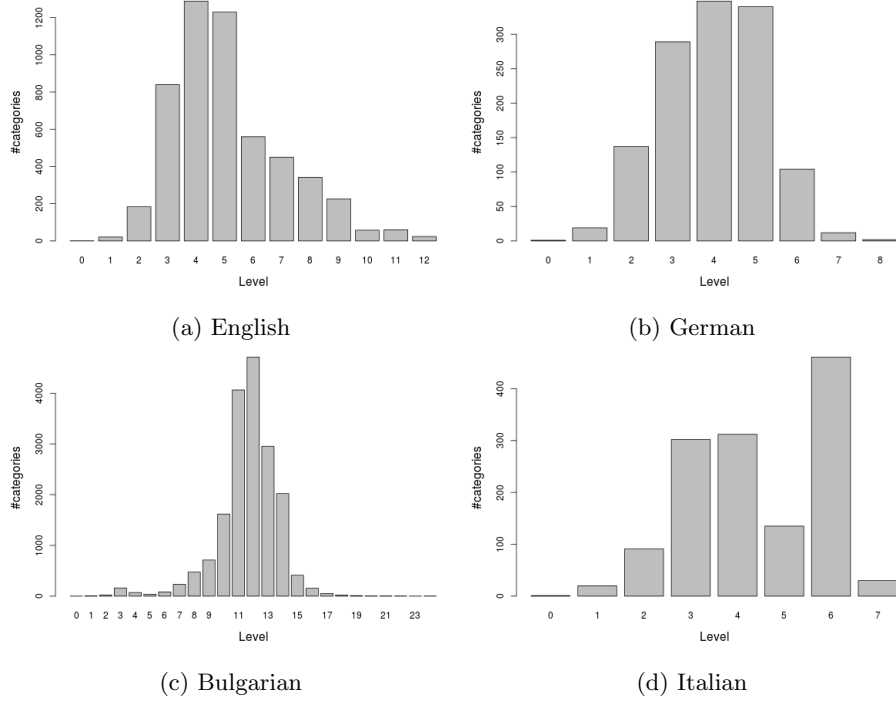 #categories
0 200 400 600 800 1000 1200
0 1 2 3 4 5 6 7 8 9 10 11 12
Level
(a) English
#categories
0 50 100 150 200 250 300
0 1 2 3 4 5 6 7 8
Level
(b) German
#categories
0 1000 2000 3000 4000
0 1 2 3 4 5 6 7 8 9 11 13 15 17 19 21 23
Level
(c) Bulgarian
#categories
0 100 200 300 400
0 1 2 3 4 5 6 7
Level
(d) Italian